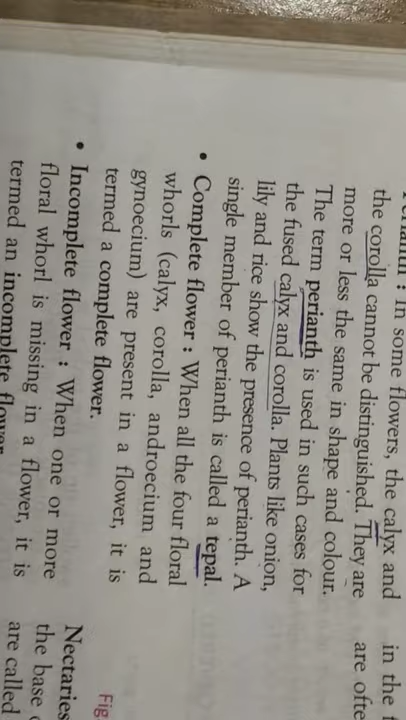 : In some flowers, the calyx and
the corolla cannot be distinguished. They are
more or less the same in shape and colour.
The term perianth is used in such cases for
the fused calyx and corolla. Plants like onion,
lily and rice show the presence of perianth. A
single member of perianth is called a tepal.
• Complete flower : When all the four floral
whorls (calyx, corolla, androecium and
gynoecium) are present in a flower, it is
termed a complete flower.
• Incomplete flower : When one or more
floral whorl is missing in a flower, it is
termed an incomplete flower
in the
are
Fig
Nectaries
the base
are called